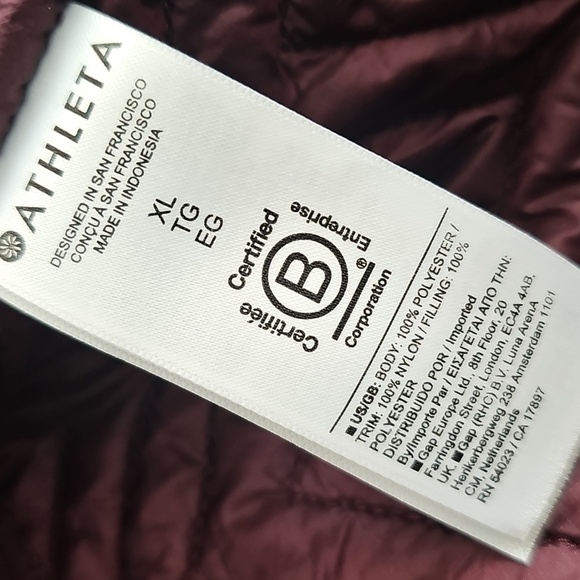 ATHLETA
DESIGNED IN SAN FRANCISCO
CONÇU À SAN FRANCISCO
MADE IN INDONESIA
XL
TG
EG
Certified
Certifiée
B
®
Entreprise
Corporation
■ US/GB: BODY: 100% POLYESTER /
TRIM: 100% NYLON / FILLING: 100%
POLYESTER
DISTRIBUIDO POR / Imported
By/Importe Par / ΕΙΣΑΓΕΤΑΙ ΑΠΟ ΤΗΝ:
■ Gap Europe Ltd, 8th Floor, 20
Farringdon Street, London, EC4A 4AB,
UK. ■ Gap (RHC) B.V. Luna ArenA
Henkerbergweg 238 Amsterdam 1101
CM, Netherlands
RN 54023 / CA 17897